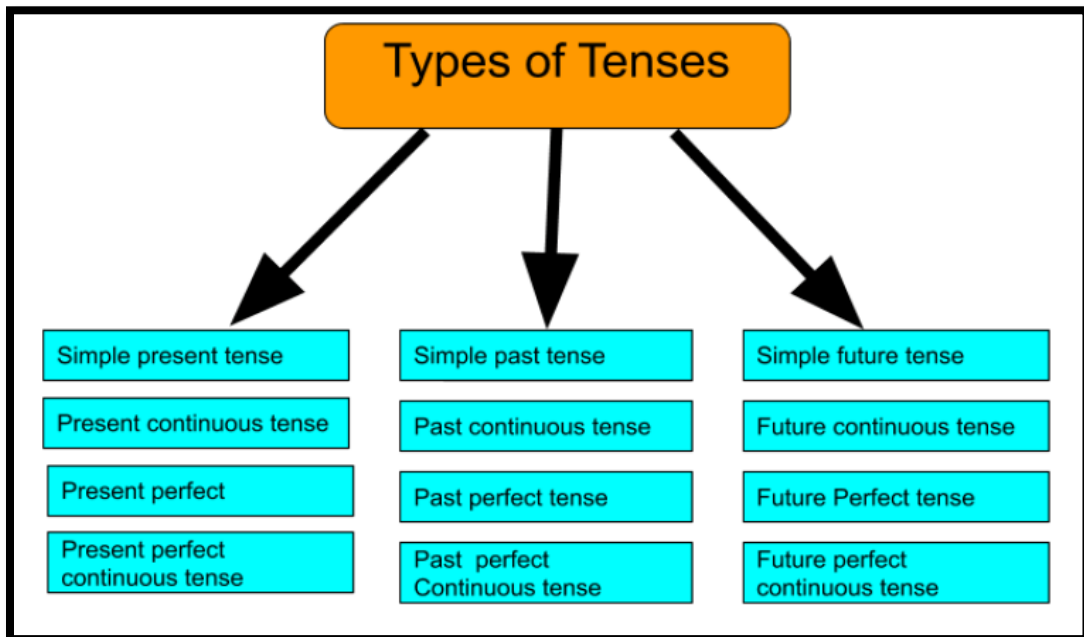 Types of Tenses
Simple present tense
Present continuous tense
Present perfect
Present perfect
continuous tense
Simple past tense
Past continuous tense
Past perfect tense
Past  perfect
Continuous tense
Simple future tense
Future continuous tense
Future Perfect tense
Future perfect
continuous tense